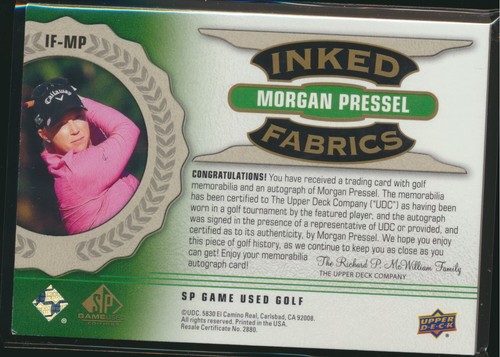 IF-MP
Callaway
INKED
MORGAN PRESSEL
FABRICS
CONGRATULATIONS! You have received a trading card with golf
memorabilia and an autograph of Morgan Pressel. The memorabilia
has been certified to The Upper Deck Company ("UDC") as having been
worn in a golf tournament by the featured player, and the autograph
was signed in the presence of a representative of UDC or provided, and
certified as to its authenticity, by Morgan Pressel. We hope you enjoy
this piece of golf history, as we continue to keep you as close as you
can get! Enjoy your memorabilia
autograph card!
The Richard P. McWilliam Family
THE UPPER DECK COMPANY
SP
GAME
SP GAME USED GOLF
©UDC. 5830 El Camino Real, Carlsbad, CA 92008.
All rights reserved. Printed in the USA.
Resale Certificate No. 2880.
UPPER
DECK